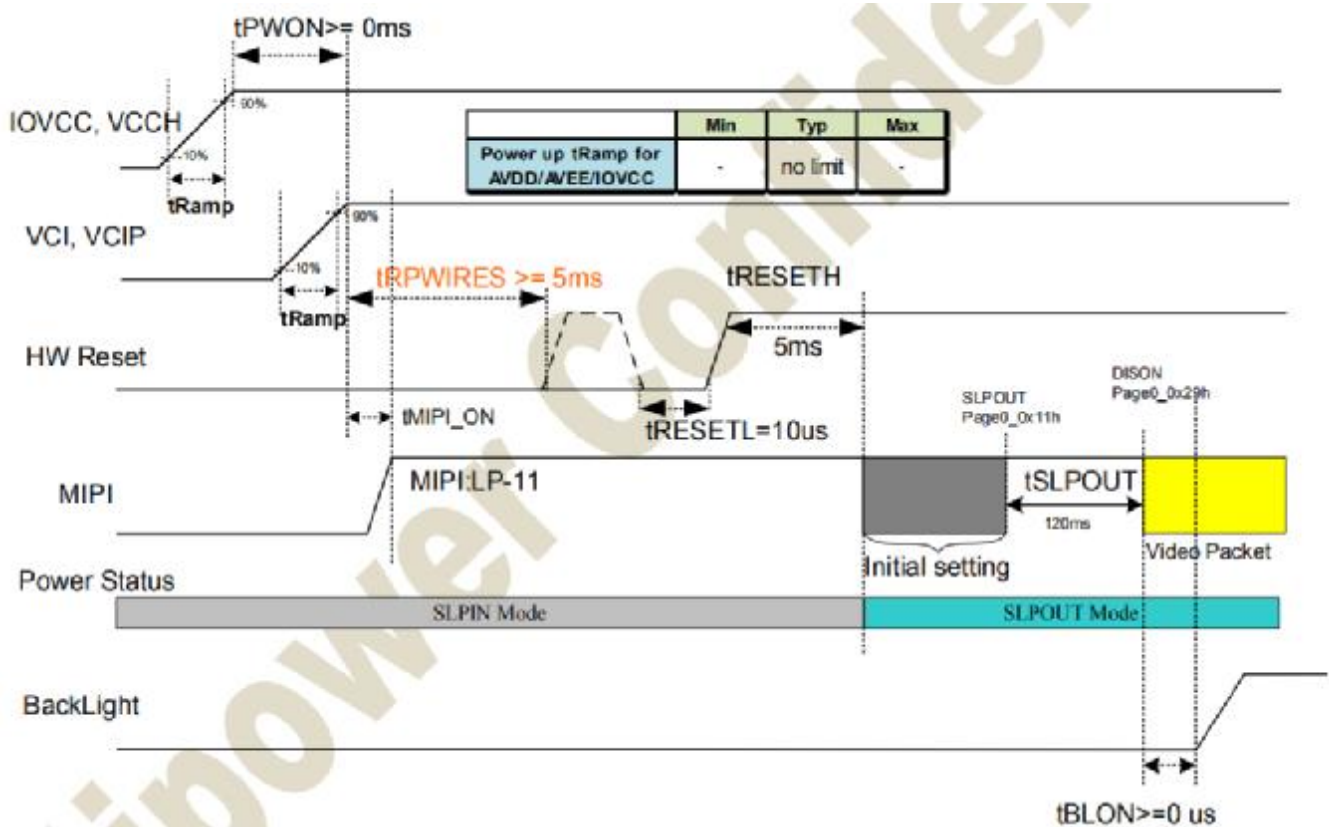 tPWON>= 0ms
90%
IOVCC, VCCH
10%
tRamp
Min Typ Max
Power up tRamp for AVDD/AVEE/IOVCC - no limit -
90%
VCI, VCIP
10%
tRamp
tRPWIRES >= 5ms
tRESETH
5ms
HW Reset
tMIPI_ON
tRESETL=10us
SLPOUT
Page0_0x11h
DISON
Page0_0x29h
MIPI
MIPI:LP-11
tSLPOUT
120ms
Initial setting
Video Packet
Power Status
SLPIN Mode
SLPOUT Mode
BackLight
tBLON>=0 us